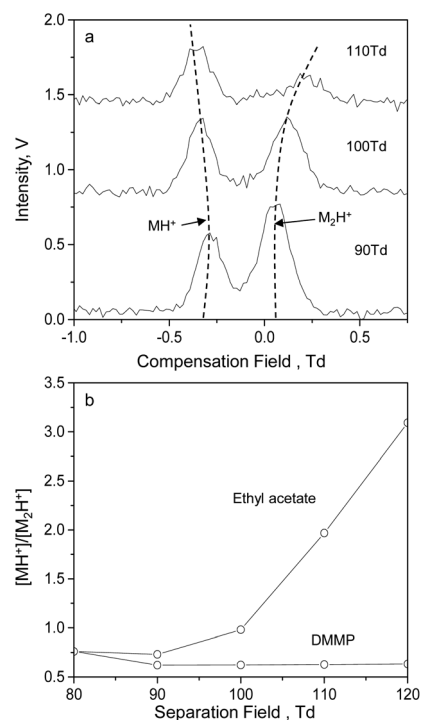 a
2.0
1.5
1.0
0.5
0.0
Intensity, V
110Td
100Td
90Td
MH⁺
M₂H⁺
-1.0 -0.5 0.0 0.5
Compensation Field , Td
b
3.5
3.0
2.5
2.0
1.5
1.0
0.5
[MH⁺]/[M₂H⁺]
Ethyl acetate
DMMP
80 90 100 110 120
Separation Field , Td